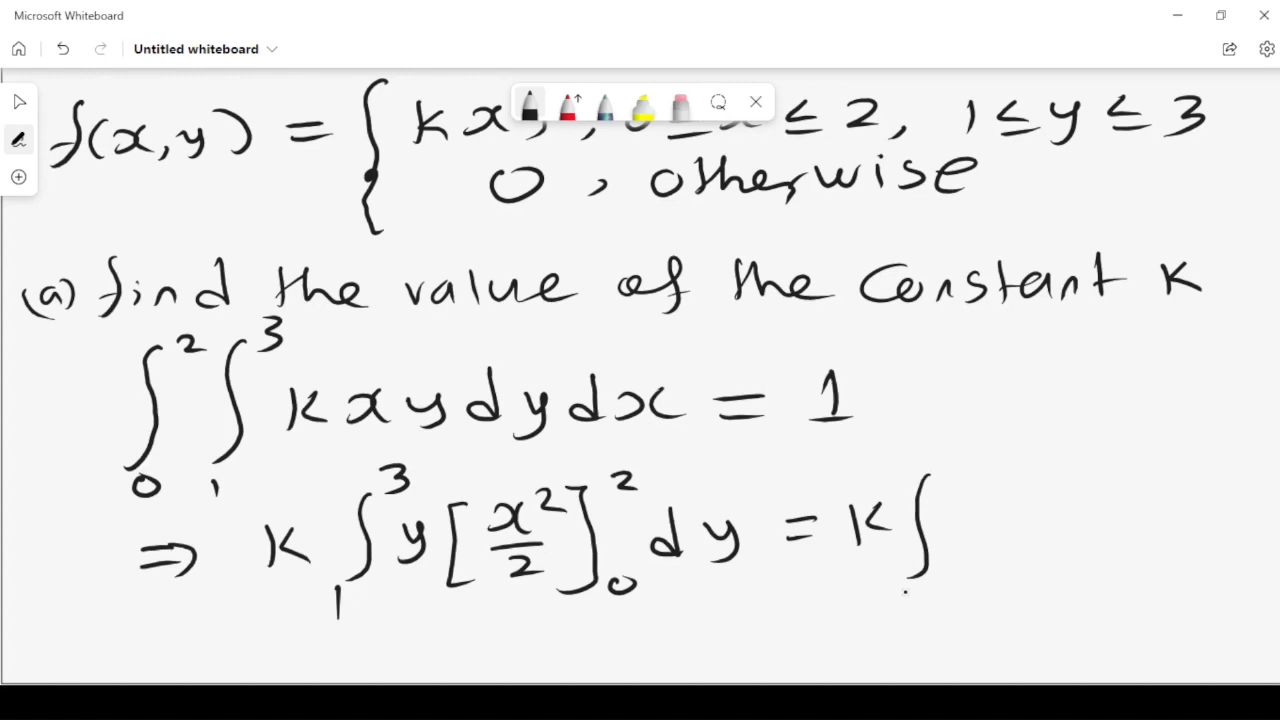 Microsoft Whiteboard
Untitled whiteboard
f(x,y) = { kx , ≤ 2, 1 ≤ y ≤ 3
0 , otherwise
(a) find the value of the constant k
∫₀² ∫₁³ k x y dy dx = 1
⇒ k ∫₁³ y [x²/2]₀² dy = k ∫